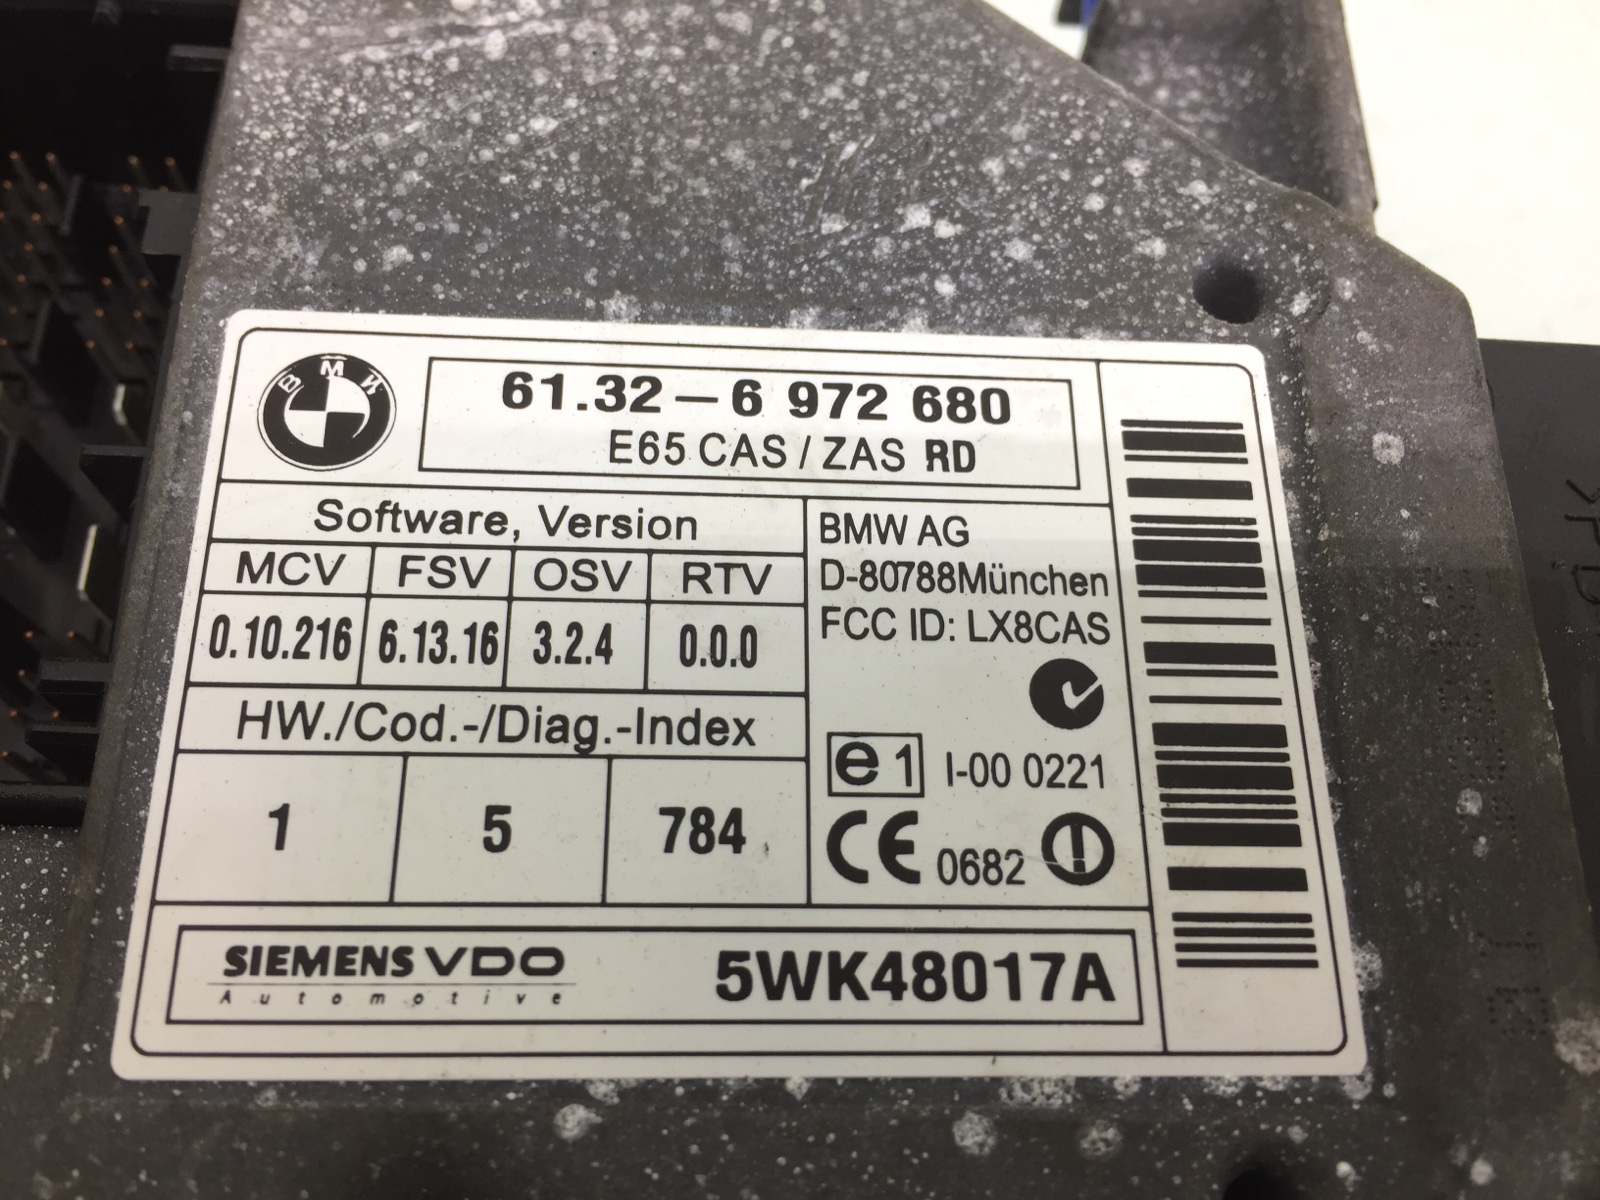 BMW
61.32 – 6 972 680
E65 CAS / ZAS RD
Software, Version
MCV FSV OSV RTV
0.10.216 6.13.16 3.2.4 0.0.0
HW./Cod.-/Diag.-Index
1 5 784
BMW AG
D-80788München
FCC ID: LX8CAS
e1 I-00 0221
CE 0682
SIEMENS VDO
Automotive
5WK48017A